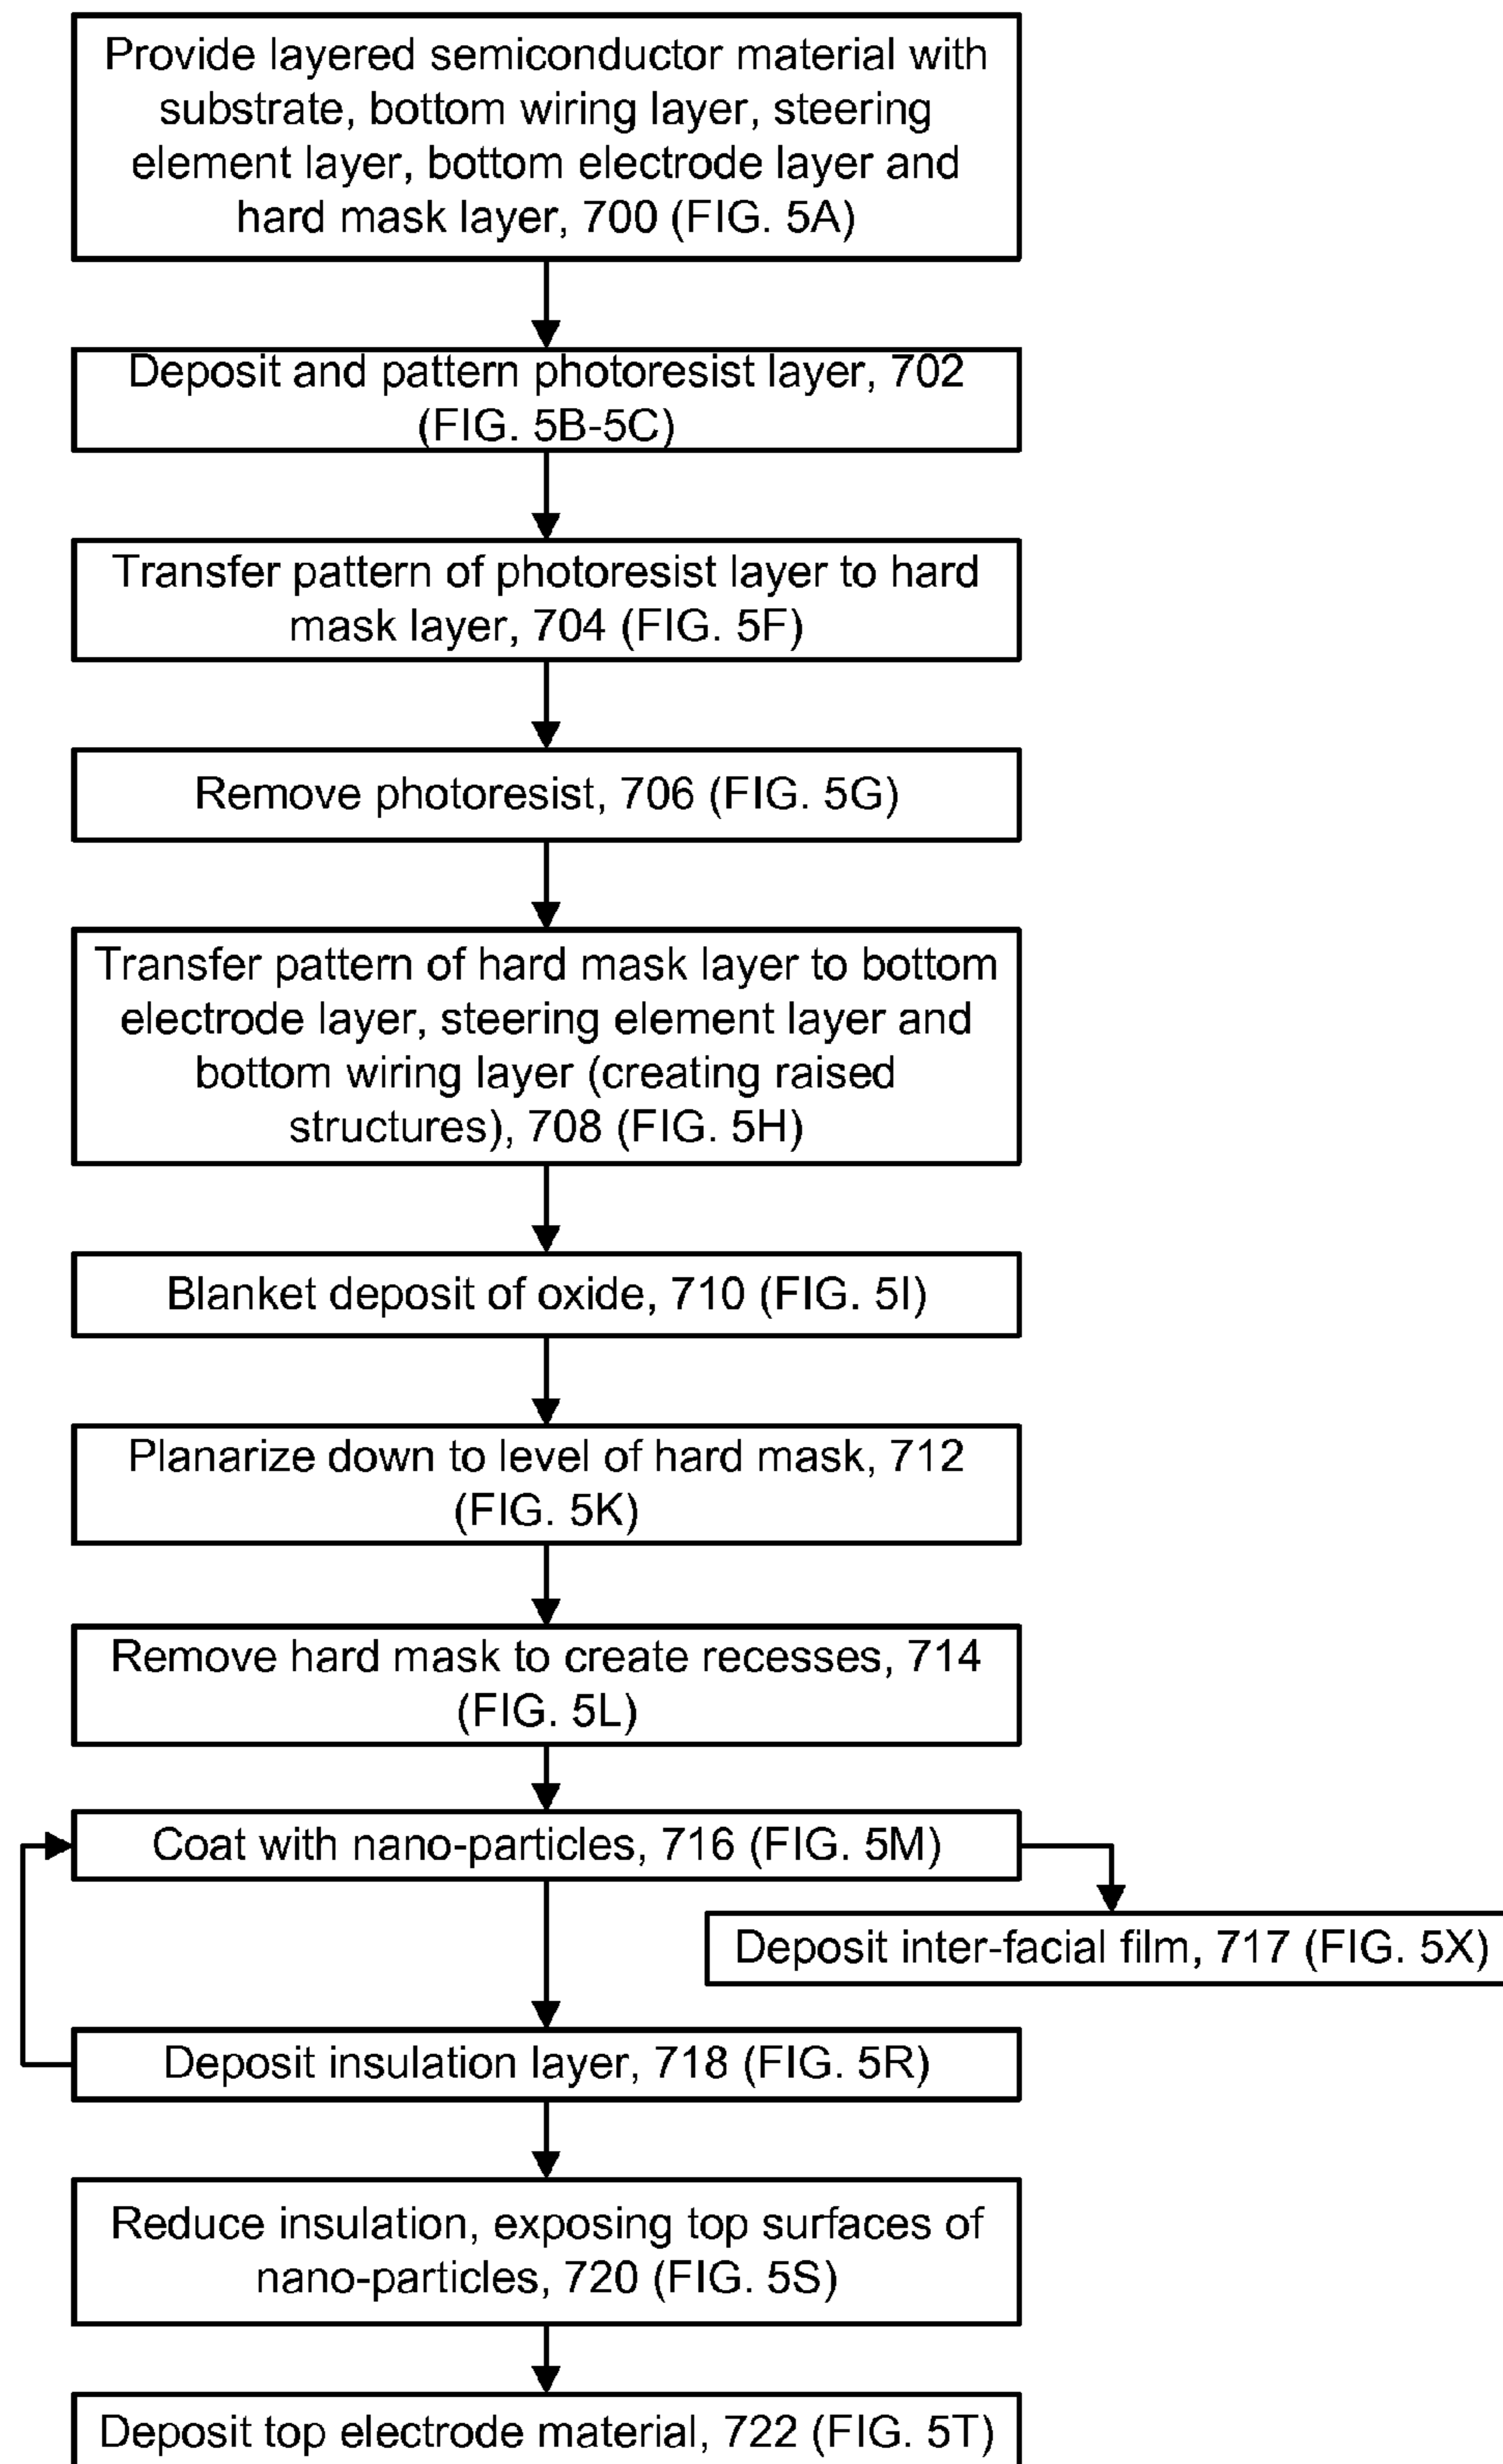 Provide layered semiconductor material with
substrate, bottom wiring layer, steering
element layer, bottom electrode layer and
hard mask layer, 700 (FIG. 5A)
Deposit and pattern photoresist layer, 702
(FIG. 5B-5C)
Transfer pattern of photoresist layer to hard
mask layer, 704 (FIG. 5F)
Remove photoresist, 706 (FIG. 5G)
Transfer pattern of hard mask layer to bottom
electrode layer, steering element layer and
bottom wiring layer (creating raised
structures), 708 (FIG. 5H)
Blanket deposit of oxide, 710 (FIG. 5I)
Planarize down to level of hard mask, 712
(FIG. 5K)
Remove hard mask to create recesses, 714
(FIG. 5L)
Coat with nano-particles, 716 (FIG. 5M)
Deposit inter-facial film, 717 (FIG. 5X)
Deposit insulation layer, 718 (FIG. 5R)
Reduce insulation, exposing top surfaces of
nano-particles, 720 (FIG. 5S)
Deposit top electrode material, 722 (FIG. 5T)